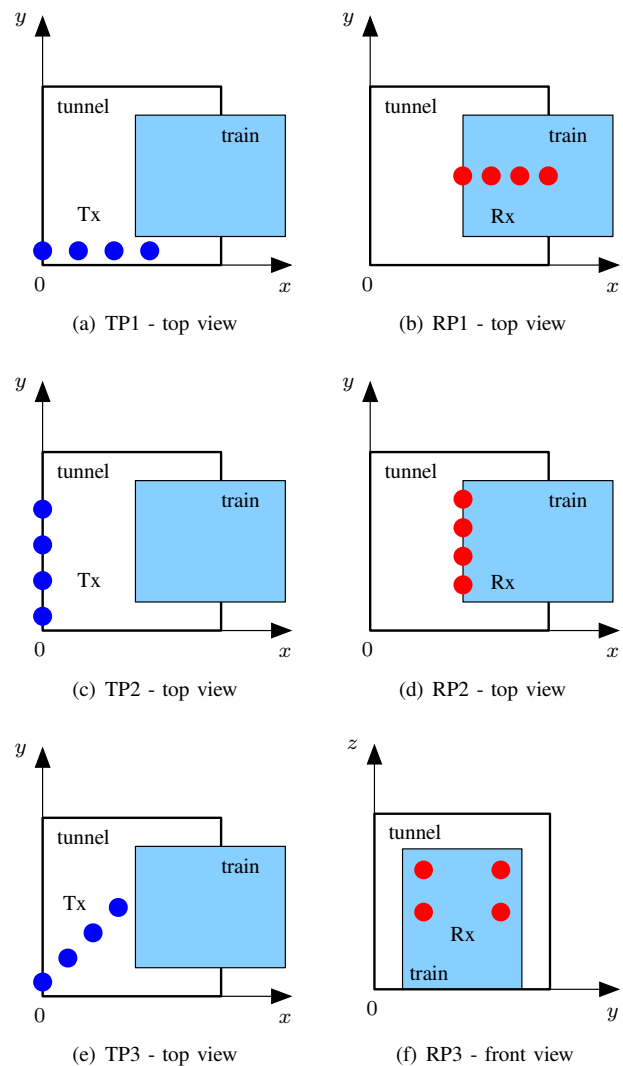 y
tunnel
train
Tx
0
x
(a) TP1 - top view
y
tunnel
train
Rx
0
x
(b) RP1 - top view
y
tunnel
train
Tx
0
x
(c) TP2 - top view
y
tunnel
train
Rx
0
x
(d) RP2 - top view
y
tunnel
train
Tx
0
x
(e) TP3 - top view
z
tunnel
Rx
train
0
y
(f) RP3 - front view